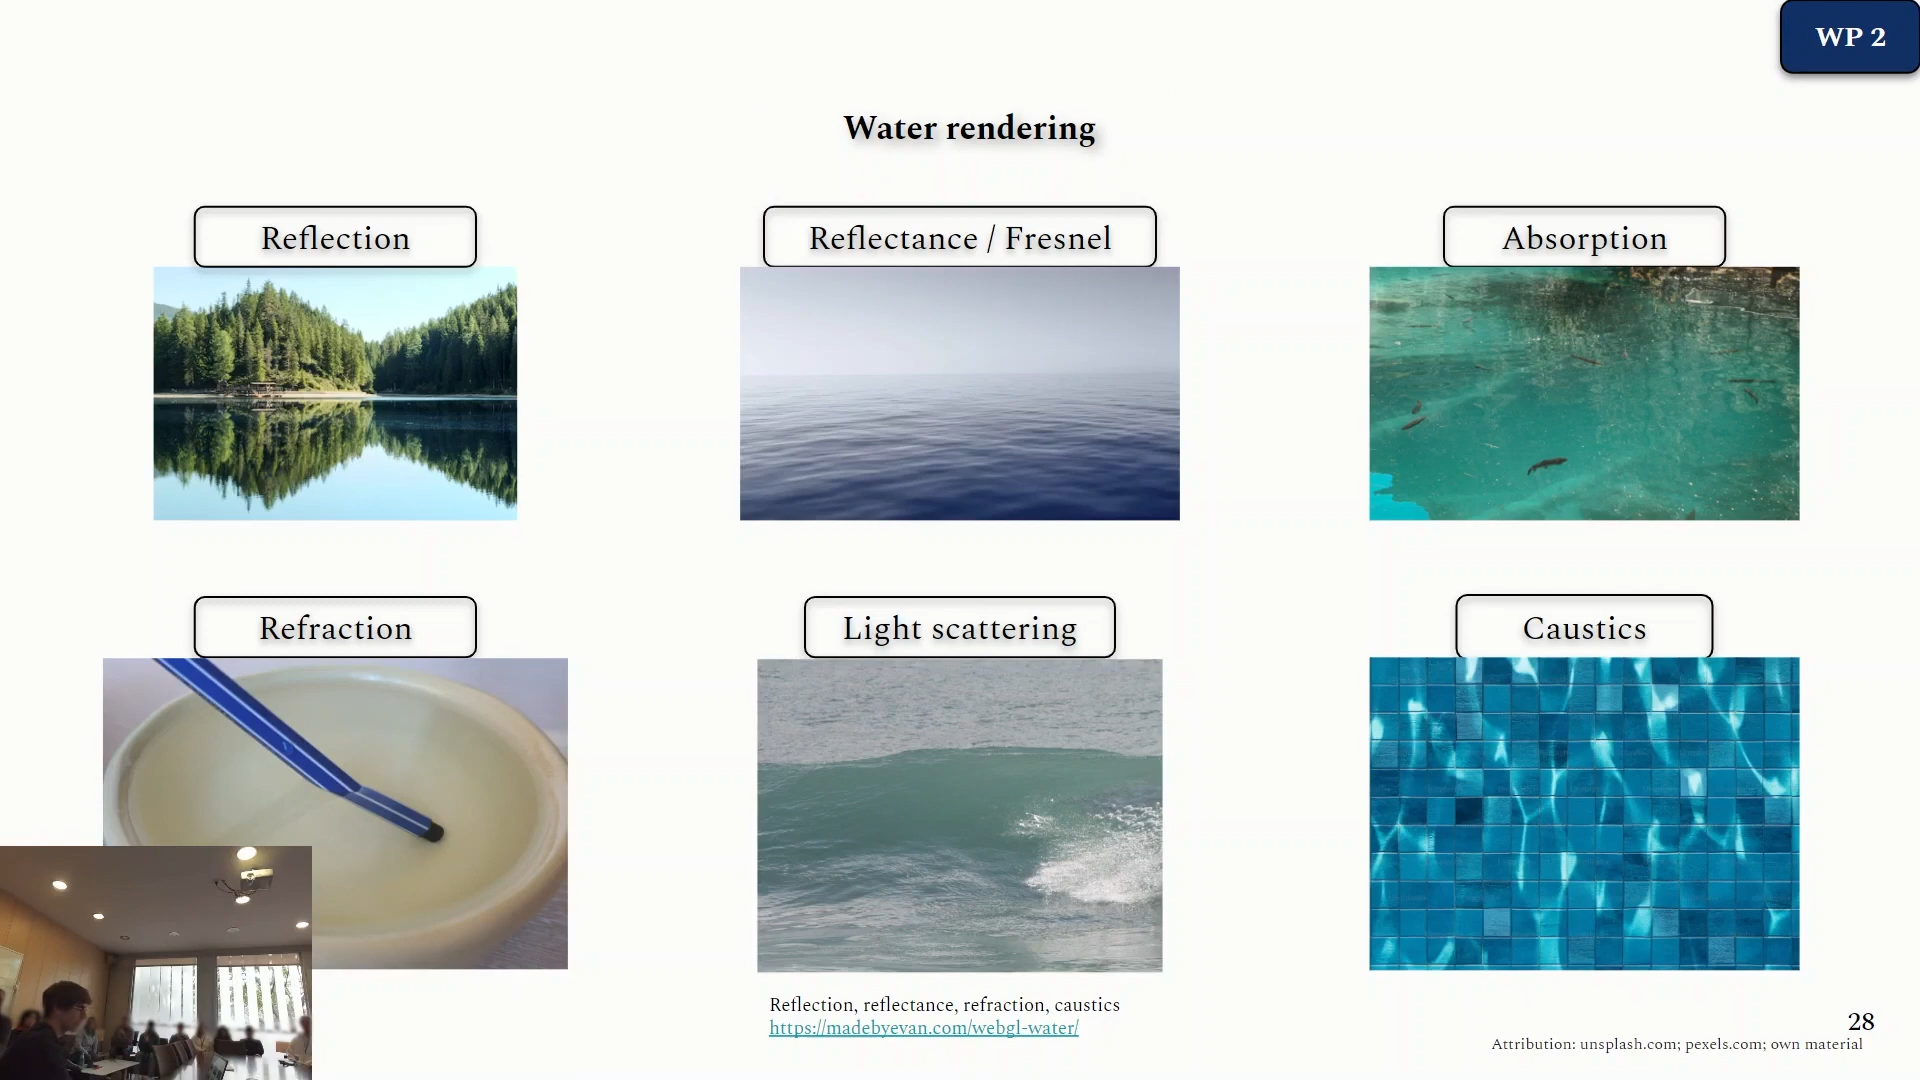 WP 2
Water rendering
Reflection
Reflectance / Fresnel
Absorption
Refraction
Light scattering
Caustics
Reflection, reflectance, refraction, caustics
https://madebyevan.com/webgl-water/
28
Attribution: unsplash.com; pexels.com; own material